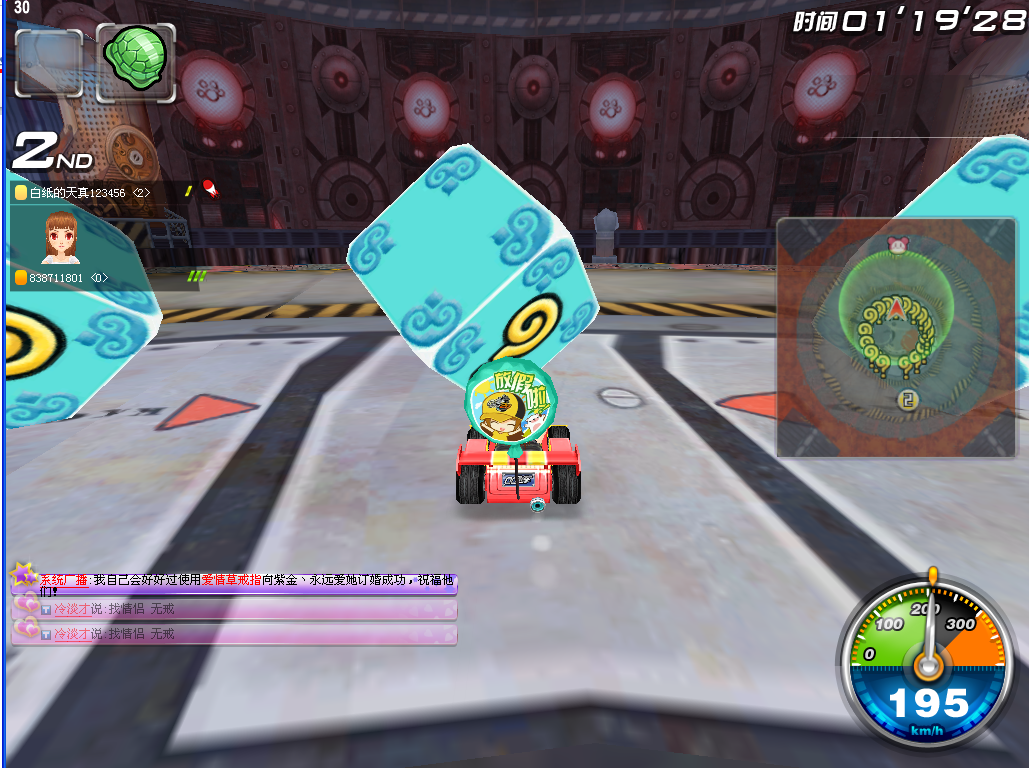 30
时间01'19'28
2ND
白纸的天真123456 〈2〉
838711801 〈0〉
放假
啦
2
系统广播:我自己会好好过使用爱情草戒指向紫金丶永远爱她订婚成功，祝福他
们!
冷淡才说:找情侣 无戒
冷淡才说:找情侣 无戒
0
100
200
300
195
km/h